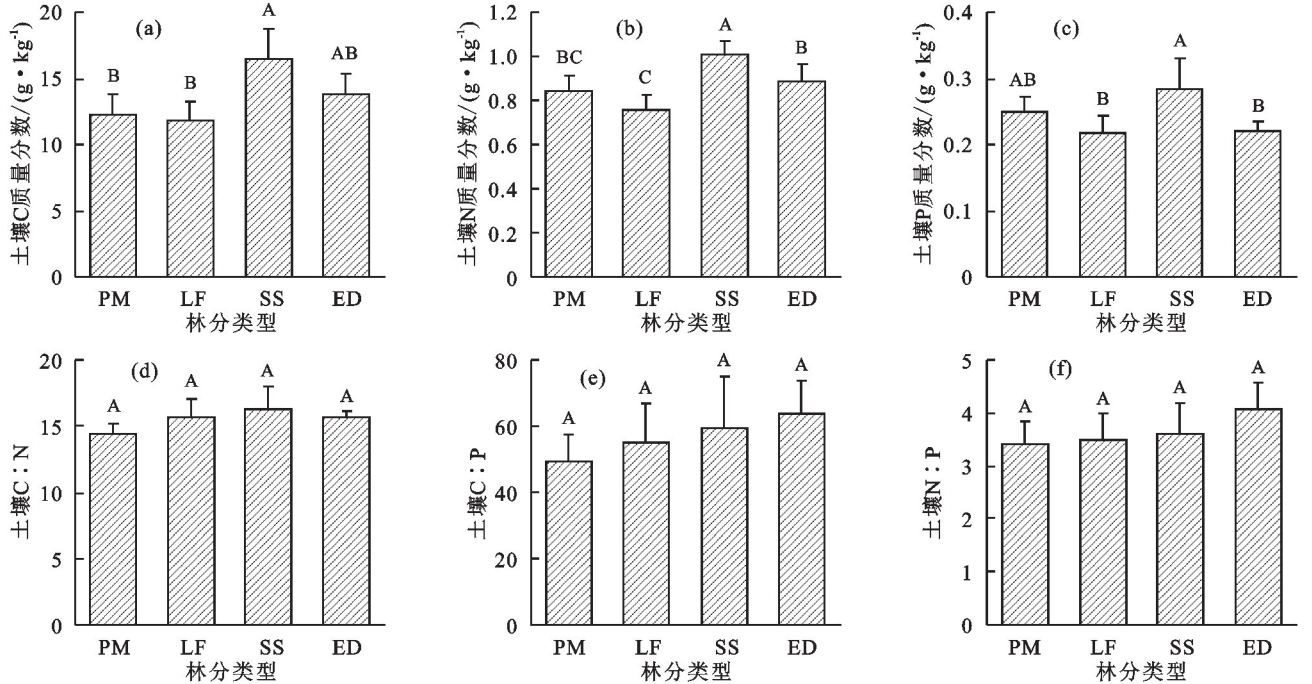 (a)
土壤C质量分数/(g·kg⁻¹)
20
15
10
5
0
B
B
A
AB
PM LF SS ED
林分类型
(b)
土壤N质量分数/(g·kg⁻¹)
1.2
1.0
0.8
0.6
0.4
0.2
0
BC
C
A
B
PM LF SS ED
林分类型
(c)
土壤P质量分数/(g·kg⁻¹)
0.4
0.3
0.2
0.1
0
AB
B
A
B
PM LF SS ED
林分类型
(d)
土壤C∶N
20
15
10
5
0
A
A
A
A
PM LF SS ED
林分类型
(e)
土壤C∶P
80
60
40
20
0
A
A
A
A
PM LF SS ED
林分类型
(f)
土壤N∶P
5
4
3
2
1
0
A
A
A
A
PM LF SS ED
林分类型